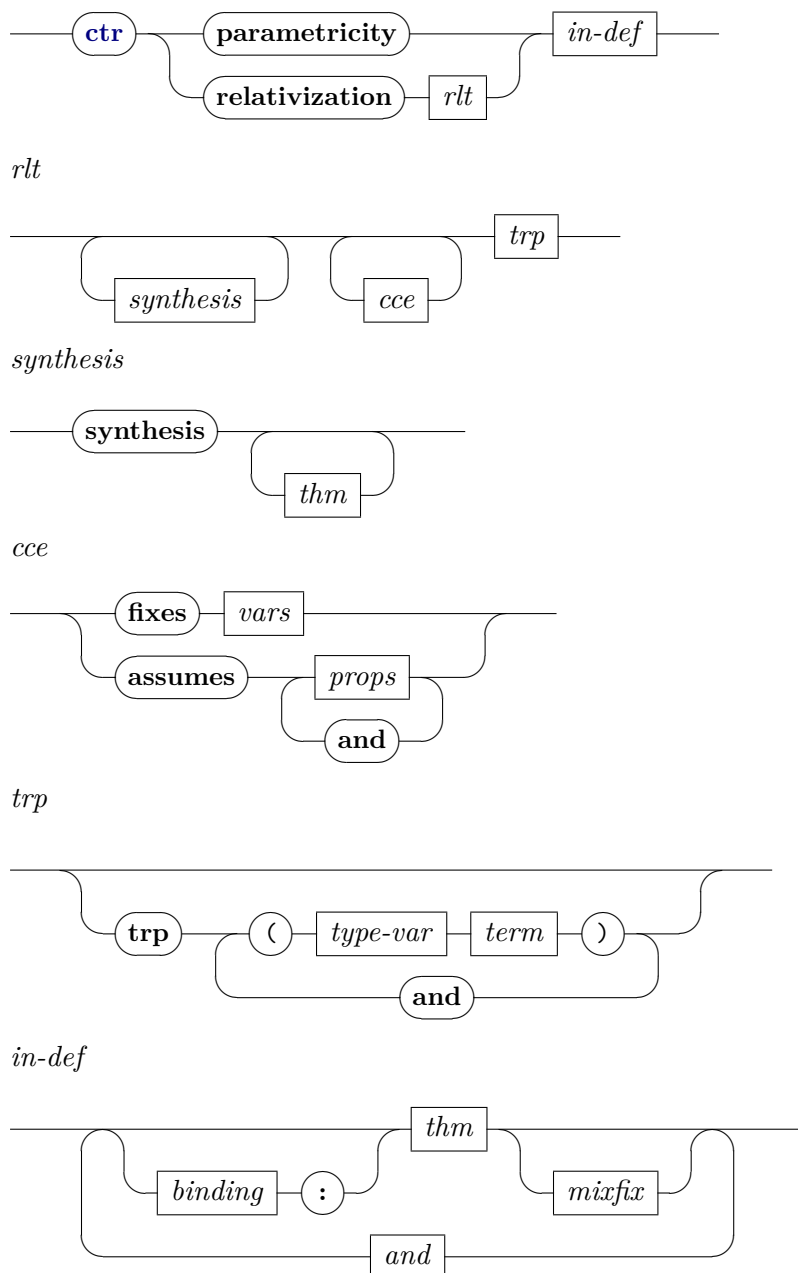 ctr parametricity in-def
relativization rlt
rlt
trp
synthesis cce
synthesis
synthesis
thm
cce
fixes vars
assumes props
and
trp
trp ( type-var term )
and
in-def
thm
binding : mixfix
and